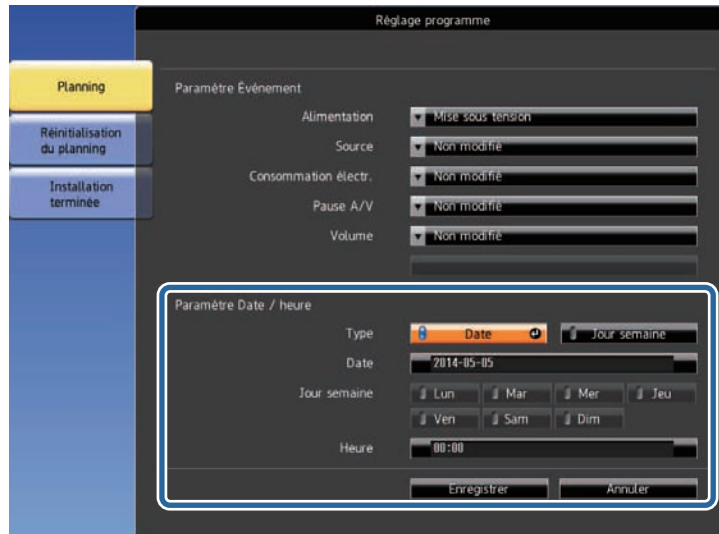 Réglage programme
Planning
Réinitialisation
du planning
Installation
terminée
Paramètre Événement
Alimentation Mise sous tension
Source Non modifié
Consommation électr. Non modifié
Pause A/V Non modifié
Volume Non modifié
Paramètre Date / heure
Type Date Jour semaine
Date 2014-05-05
Jour semaine Lun Mar Mer Jeu
Ven Sam Dim
Heure 00:00
Enregistrer Annuler